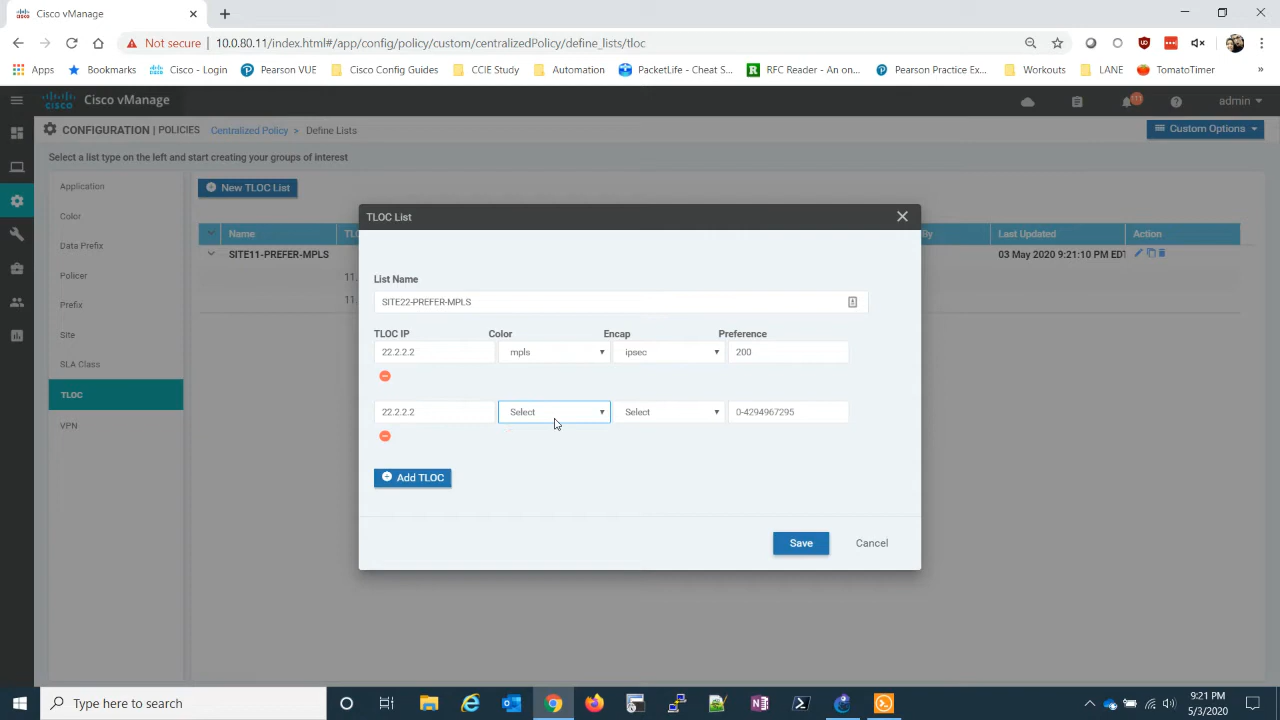 Cisco vManage
Not secure
10.0.80.11/index.html#/app/config/policy/custom/centralizedPolicy/define_lists/tloc
Apps
Bookmarks
Cisco - Login
Pearson VUE
Cisco Config Guides
CCIE Study
Automation
PacketLife - Cheat S...
RFC Reader - An on...
Pearson Practice Ex...
Workouts
LANE
TomatoTimer
»
CISCO
Cisco vManage
111
admin
CONFIGURATION | POLICIES
Centralized Policy > Define Lists
Custom Options
Select a list type on the left and start creating your groups of interest
Application
Color
Data Prefix
Policer
Prefix
Site
SLA Class
TLOC
VPN
New TLOC List
Name
By
Last Updated
Action
SITE11-PREFER-MPLS
03 May 2020 9:21:10 PM EDT
11.
11.
TLOC List
List Name
SITE22-PREFER-MPLS
TLOC IP
Color
Encap
Preference
22.2.2.2
mpls
ipsec
200
22.2.2.2
Select
Select
0-4294967295
Add TLOC
Save
Cancel
Type here to search
9:21 PM
5/3/2020